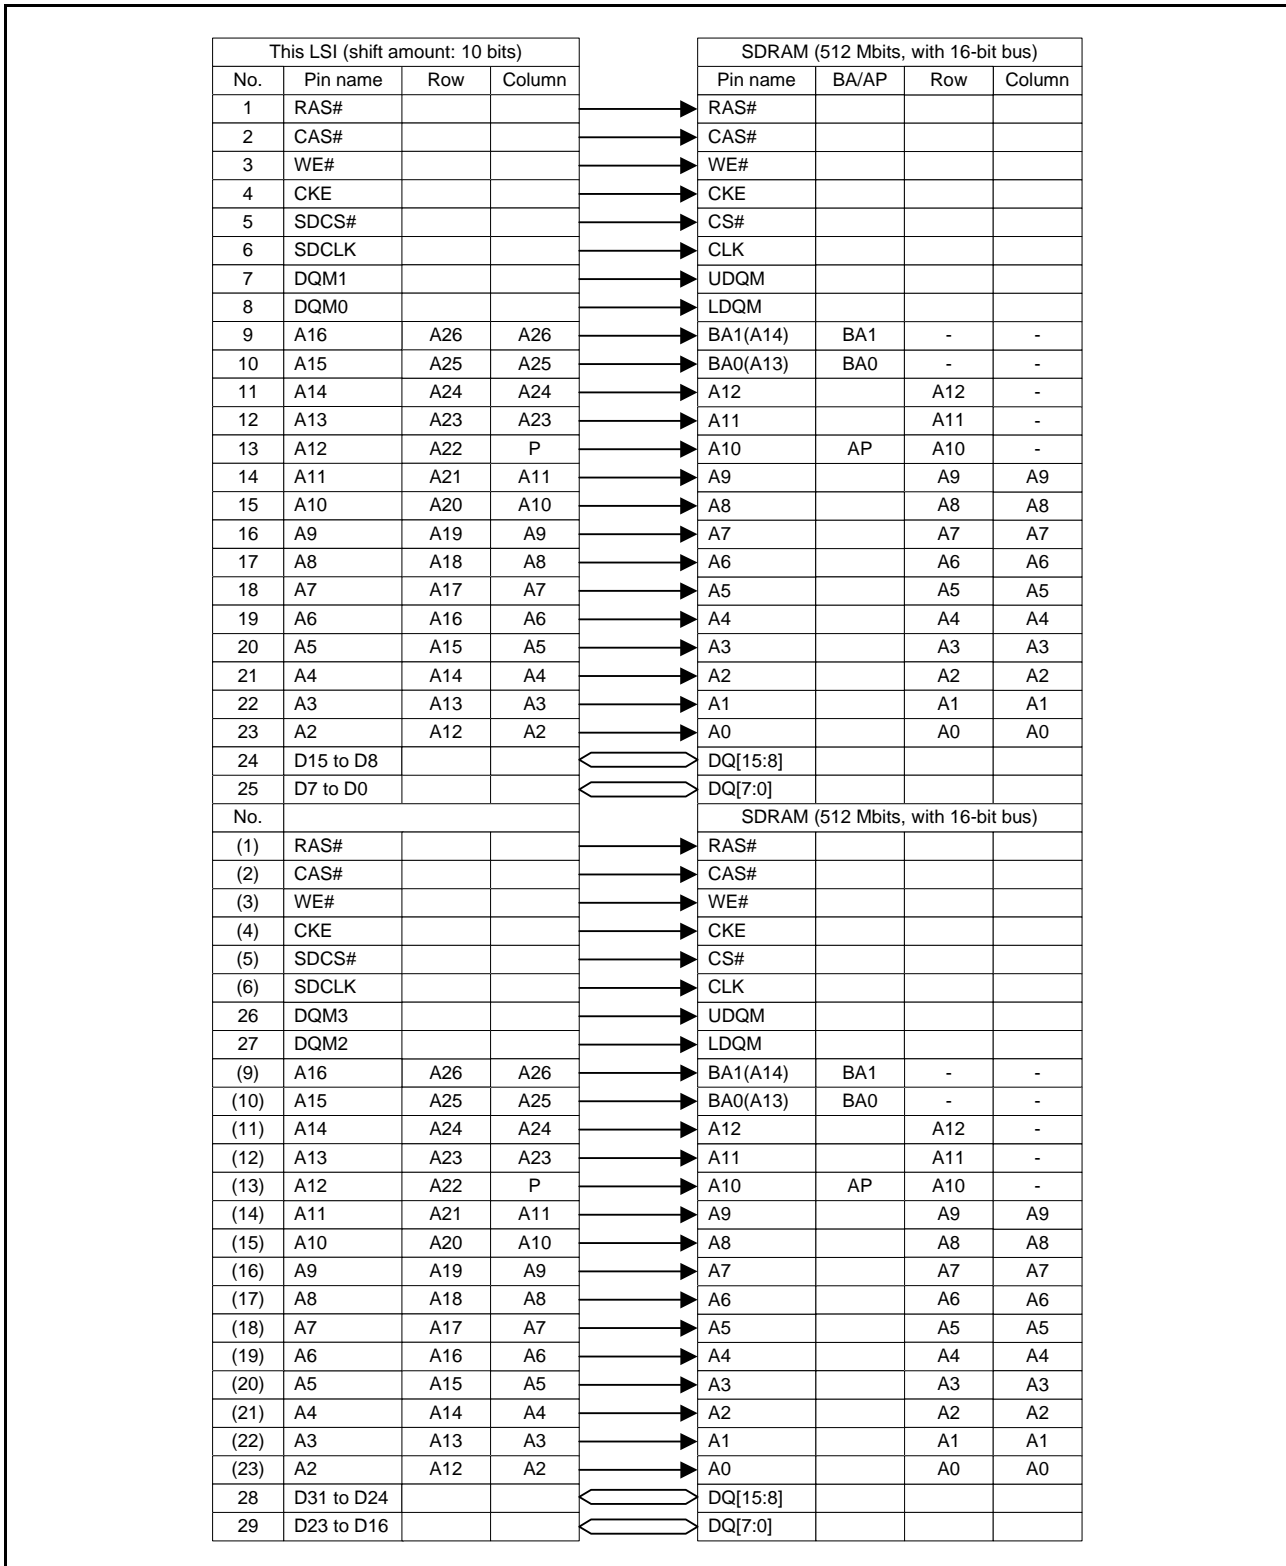 This LSI (shift amount: 10 bits) SDRAM (512 Mbits, with 16-bit bus)
No. Pin name Row Column Pin name BA/AP Row Column
1 RAS# RAS#
2 CAS# CAS#
3 WE# WE#
4 CKE CKE
5 SDCS# CS#
6 SDCLK CLK
7 DQM1 UDQM
8 DQM0 LDQM
9 A16 A26 A26 BA1(A14) BA1 - -
10 A15 A25 A25 BA0(A13) BA0 - -
11 A14 A24 A24 A12 A12 -
12 A13 A23 A23 A11 A11 -
13 A12 A22 P A10 AP A10 -
14 A11 A21 A11 A9 A9 A9
15 A10 A20 A10 A8 A8 A8
16 A9 A19 A9 A7 A7 A7
17 A8 A18 A8 A6 A6 A6
18 A7 A17 A7 A5 A5 A5
19 A6 A16 A6 A4 A4 A4
20 A5 A15 A5 A3 A3 A3
21 A4 A14 A4 A2 A2 A2
22 A3 A13 A3 A1 A1 A1
23 A2 A12 A2 A0 A0 A0
24 D15 to D8 DQ[15:8]
25 D7 to D0 DQ[7:0]
No. SDRAM (512 Mbits, with 16-bit bus)
(1) RAS# RAS#
(2) CAS# CAS#
(3) WE# WE#
(4) CKE CKE
(5) SDCS# CS#
(6) SDCLK CLK
26 DQM3 UDQM
27 DQM2 LDQM
(9) A16 A26 A26 BA1(A14) BA1 - -
(10) A15 A25 A25 BA0(A13) BA0 - -
(11) A14 A24 A24 A12 A12 -
(12) A13 A23 A23 A11 A11 -
(13) A12 A22 P A10 AP A10 -
(14) A11 A21 A11 A9 A9 A9
(15) A10 A20 A10 A8 A8 A8
(16) A9 A19 A9 A7 A7 A7
(17) A8 A18 A8 A6 A6 A6
(18) A7 A17 A7 A5 A5 A5
(19) A6 A16 A6 A4 A4 A4
(20) A5 A15 A5 A3 A3 A3
(21) A4 A14 A4 A2 A2 A2
(22) A3 A13 A3 A1 A1 A1
(23) A2 A12 A2 A0 A0 A0
28 D31 to D24 DQ[15:8]
29 D23 to D16 DQ[7:0]